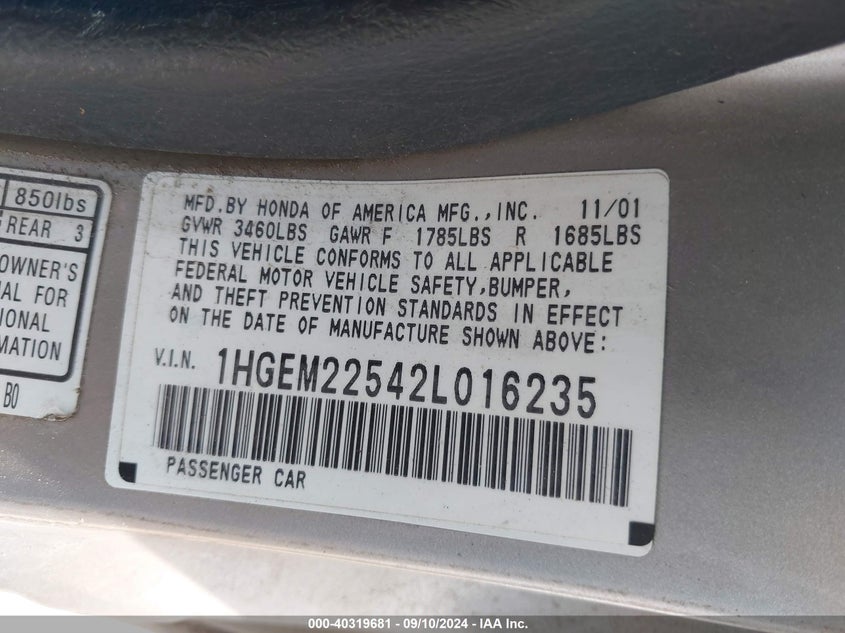 850lbs
REAR 3
OWNER'S
FOR
MATION
B0
MFD.BY HONDA OF AMERICA MFG.,INC. 11/01
GVWR 3460LBS GAWR F 1785LBS R 1685LBS
THIS VEHICLE CONFORMS TO ALL APPLICABLE
FEDERAL MOTOR VEHICLE SAFETY,BUMPER,
AND THEFT PREVENTION STANDARDS IN EFFECT
ON THE DATE OF MANUFACTURE SHOWN ABOVE:
V.I.N. 1HGEM22542L016235
PASSENGER CAR
000-40319681 - 09/10/2024 - IAA Inc.